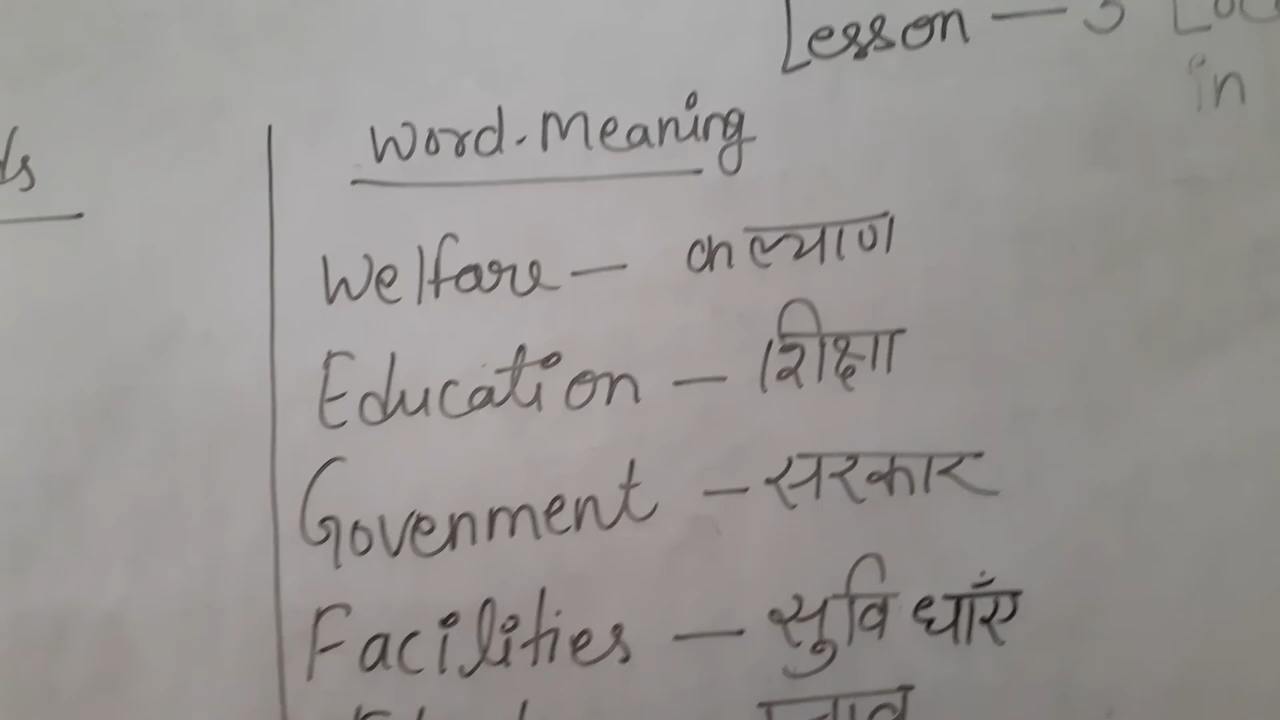 Lesson - 3
in
Word-Meaning
Welfare - कल्याण
Education - शिक्षा
Govenment - सरकार
Facilities - सुविधाएँ